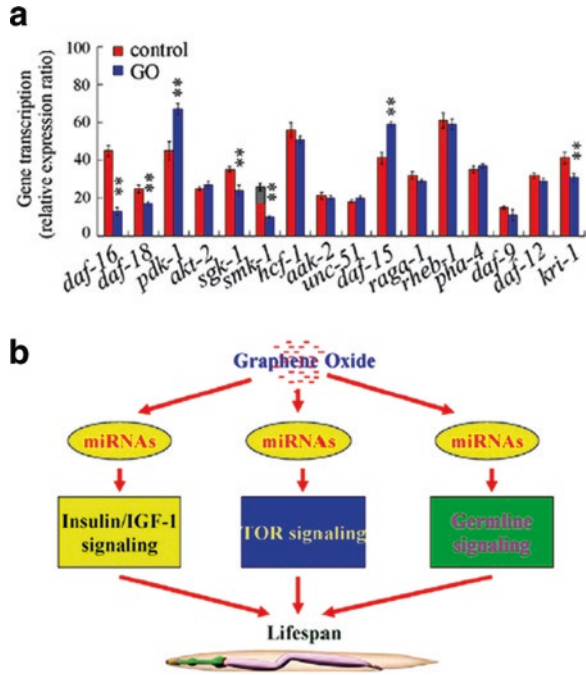 a
control
GO
Gene transcription
(relative expression ratio)
100
80
60
40
20
0
** ** ** ** ** ** **
daf-16 daf-18 pdk-1 akt-2 sgk-1 smk-1 hcf-1 aak-2 unc-51 daf-15 raga-1 rheb-1 pha-4 daf-9 daf-12 kri-1
b
Graphene Oxide
miRNAs miRNAs miRNAs
Insulin/IGF-1
signaling
TOR signaling
Germline
signaling
Lifespan